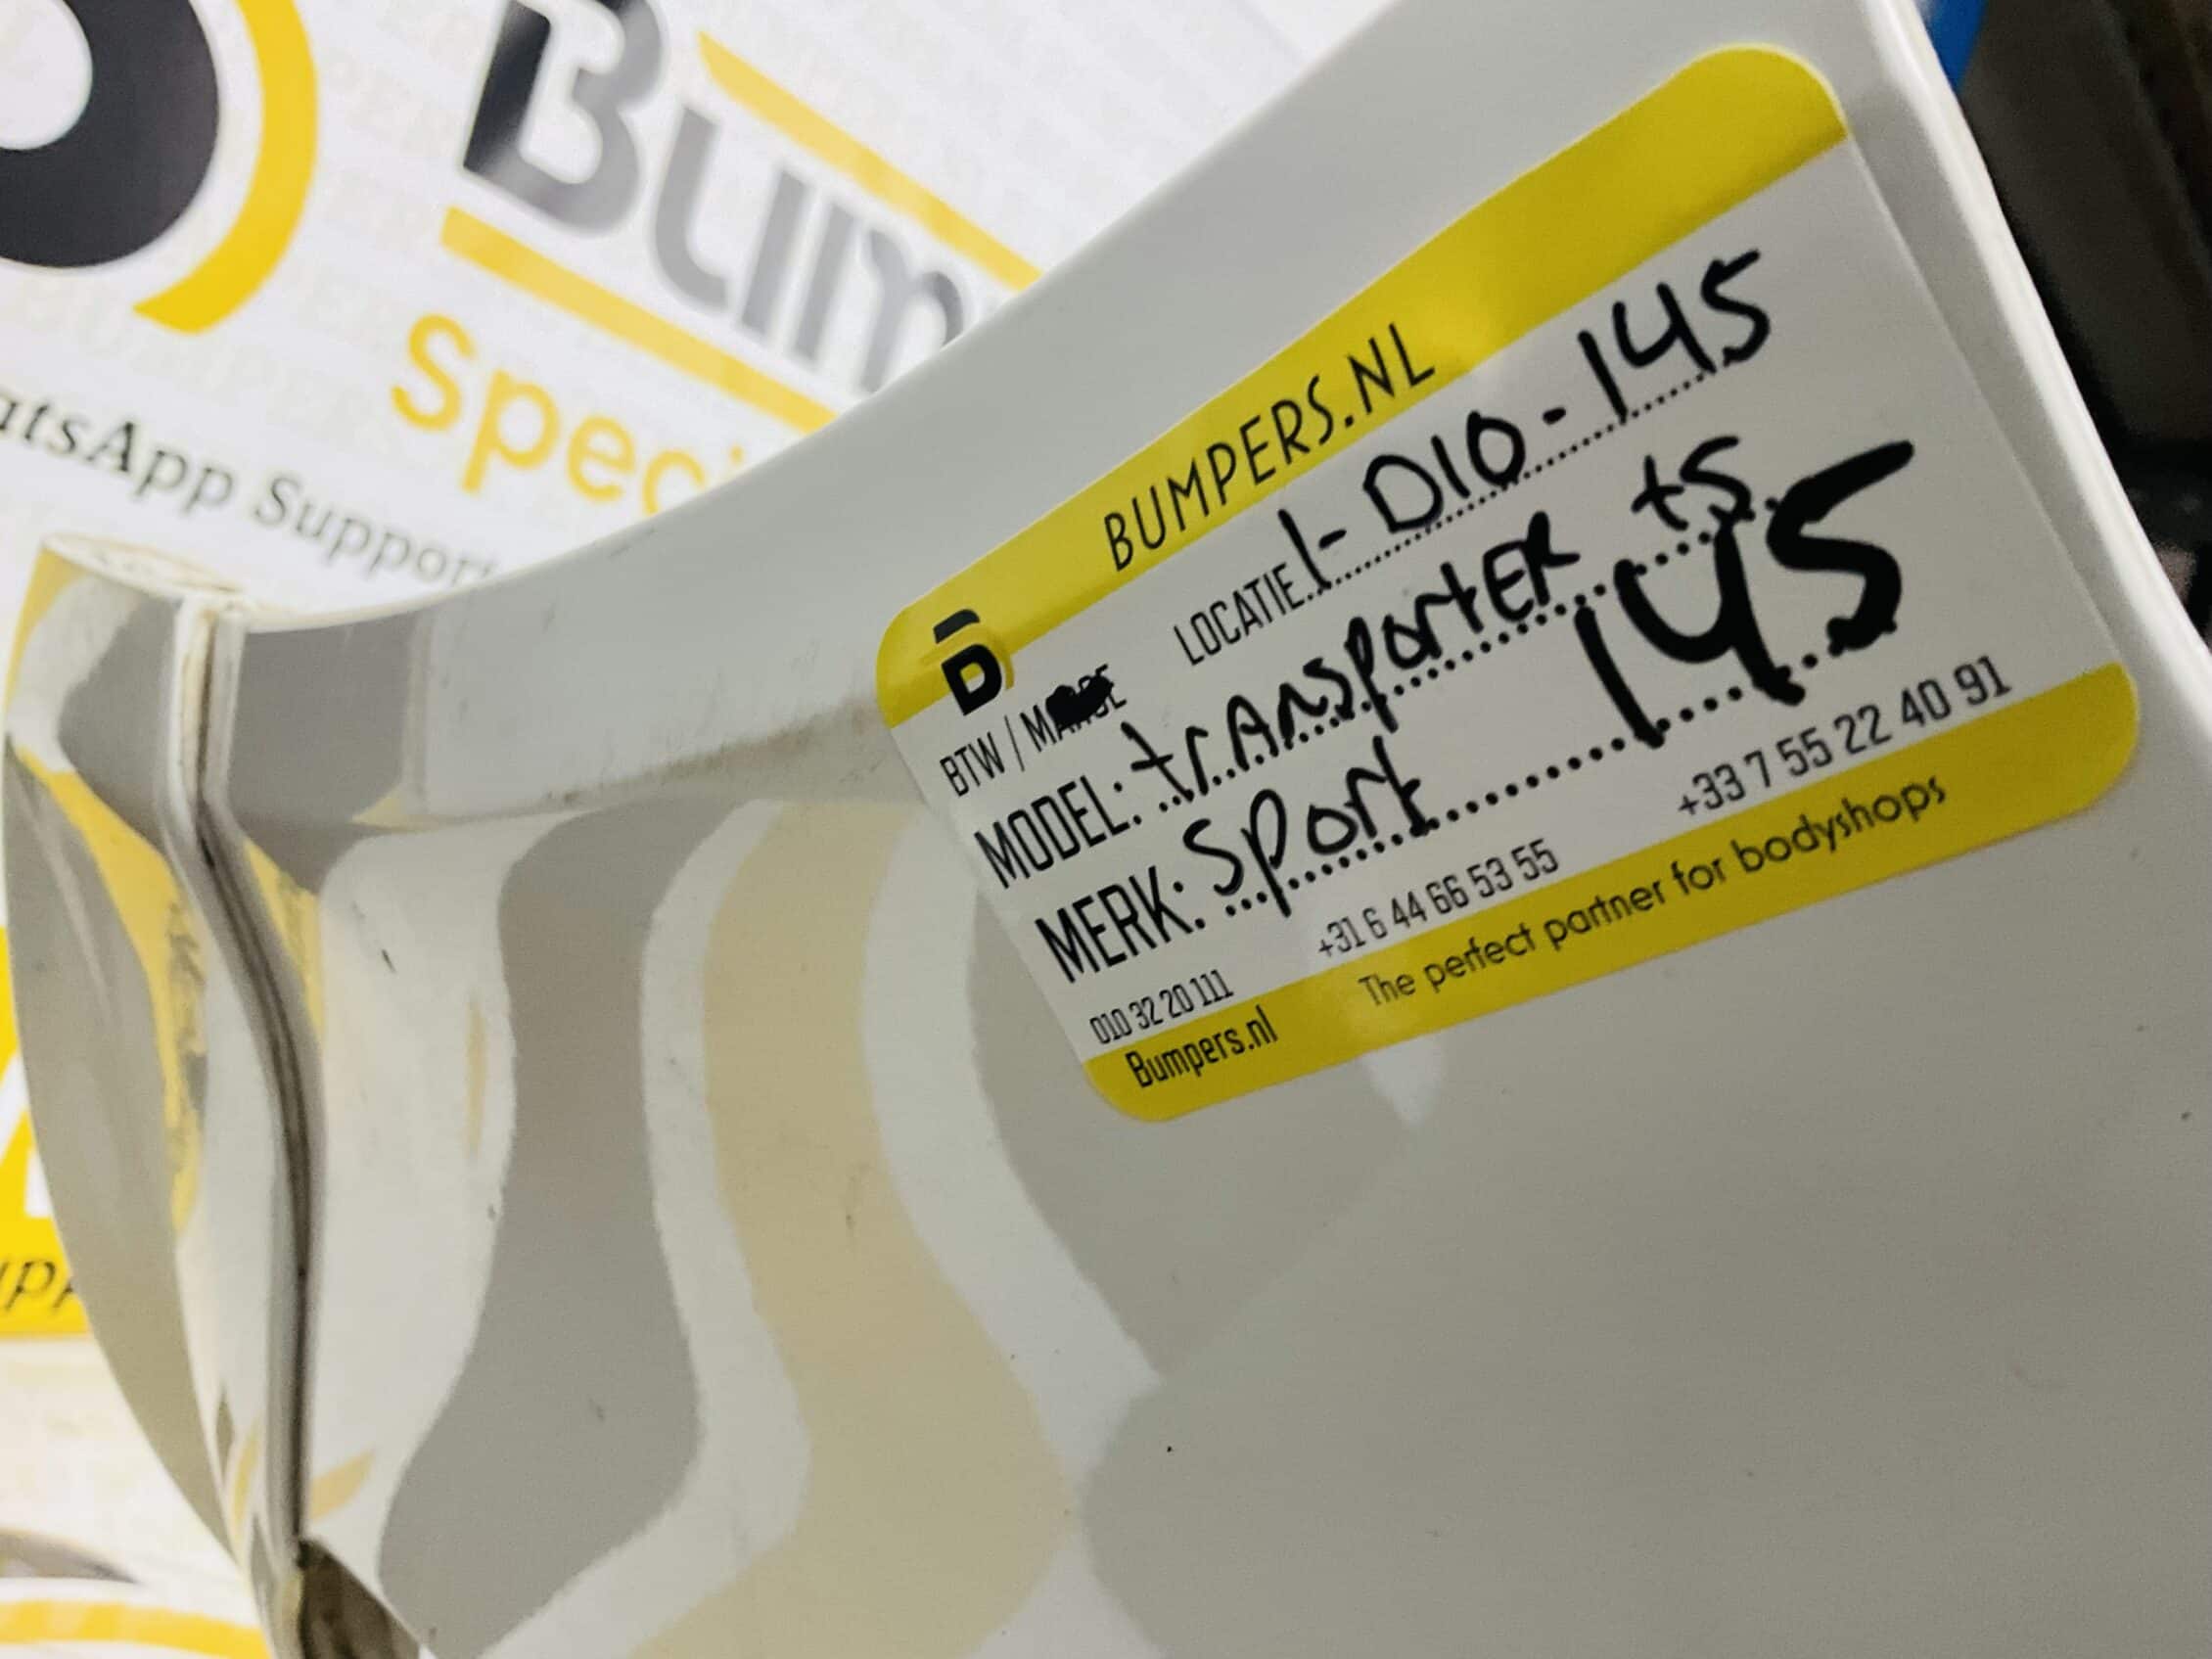 Bum
speci
atsApp Support
BUMPERS.NL
BTW / MARGE LOCATIE 1-D10-145
MODEL: transporter t5
MERK: Sport 145
010 32 20 111 +31 6 44 66 53 55 +33 7 55 22 40 91
Bumpers.nl The perfect partner for bodyshops